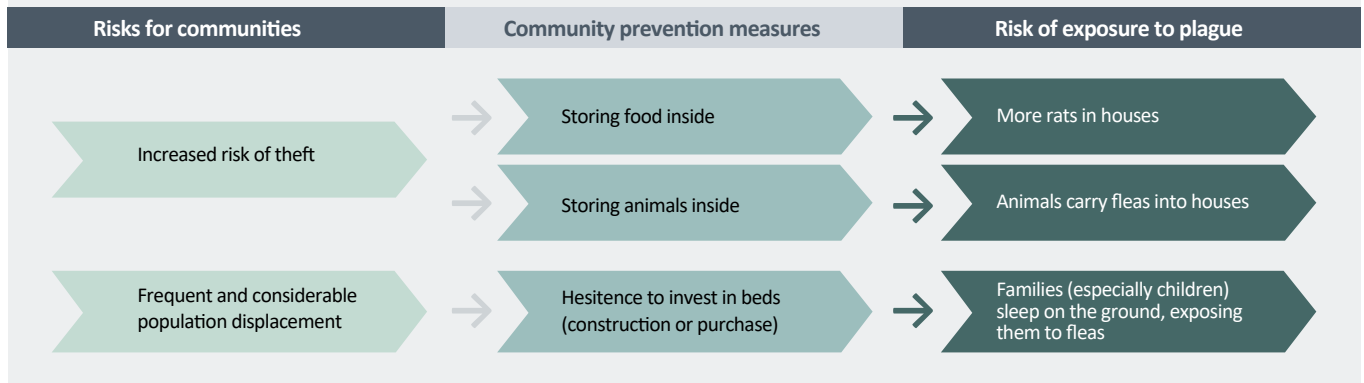 Risks for communities
Community prevention measures
Risk of exposure to plague
Increased risk of theft
Storing food inside
More rats in houses
Storing animals inside
Animals carry fleas into houses
Frequent and considerable
population displacement
Hesitence to invest in beds
(construction or purchase)
Families (especially children)
sleep on the ground, exposing
them to fleas